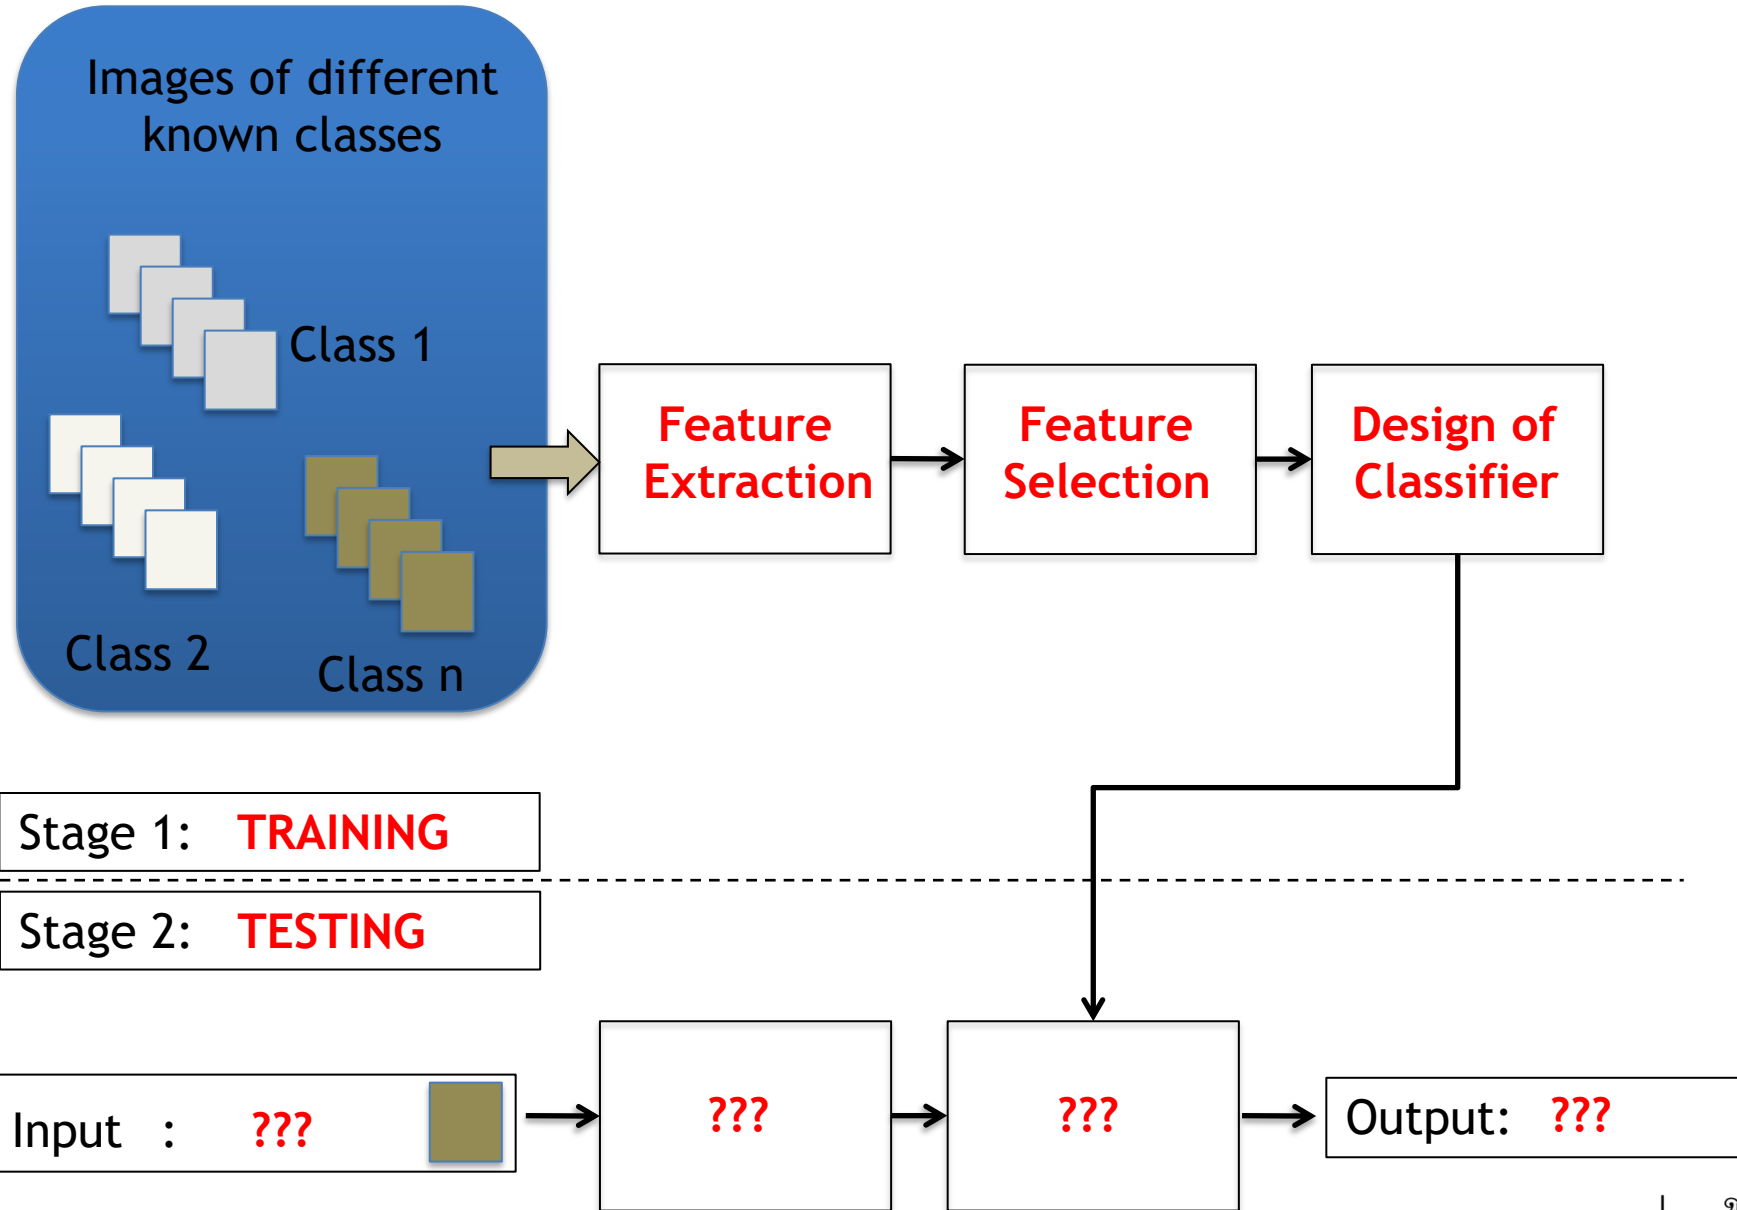 Images of different
known classes
Class 1
Class 2
Class n
Feature
Extraction
Feature
Selection
Design of
Classifier
Stage 1: TRAINING
Stage 2: TESTING
Input : ???
???
???
Output: ???